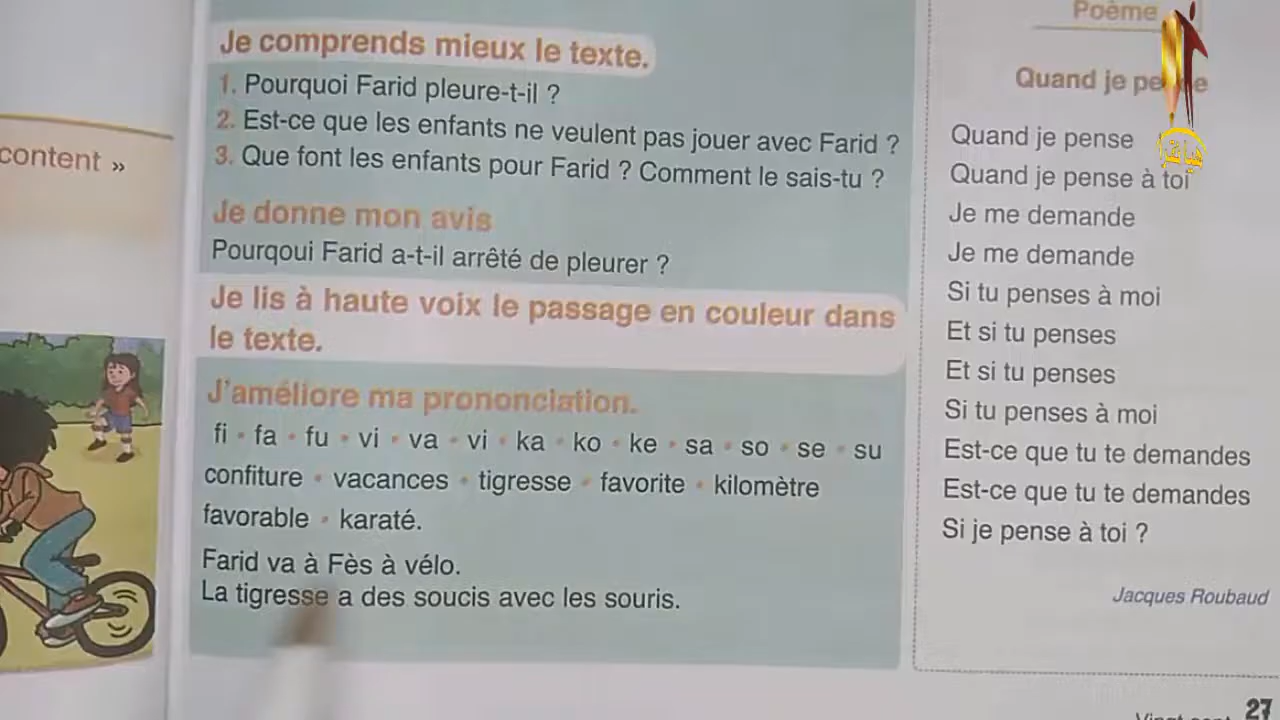 content »
Je comprends mieux le texte.
1. Pourquoi Farid pleure-t-il ?
2. Est-ce que les enfants ne veulent pas jouer avec Farid ?
3. Que font les enfants pour Farid ? Comment le sais-tu ?
Je donne mon avis
Pourqoui Farid a-t-il arrêté de pleurer ?
Je lis à haute voix le passage en couleur dans
le texte.
J'améliore ma prononciation.
fi • fa • fu • vi • va • vi • ka • ko • ke • sa • so • se • su
confiture • vacances • tigresse • favorite • kilomètre
favorable • karaté.
Farid va à Fès à vélo.
La tigresse a des soucis avec les souris.
Poème
Quand je pense
Quand je pense
Quand je pense à toi
Je me demande
Je me demande
Si tu penses à moi
Et si tu penses
Et si tu penses
Si tu penses à moi
Est-ce que tu te demandes
Est-ce que tu te demandes
Si je pense à toi ?
Jacques Roubaud
27